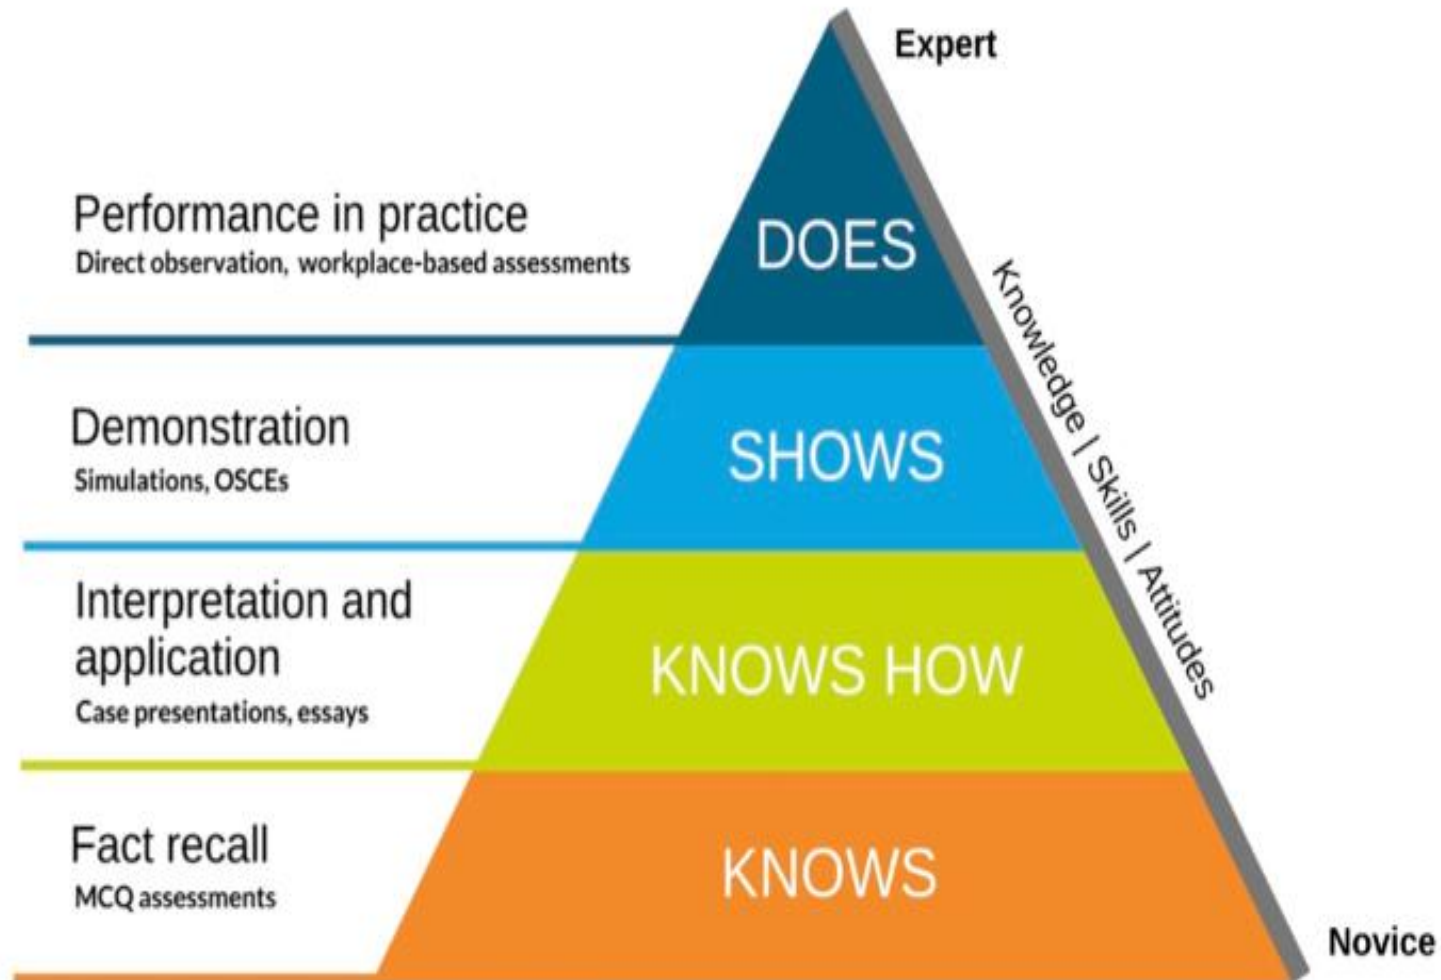 Expert
Performance in practice
Direct observation, workplace-based assessments
DOES
Knowledge | Skills | Attitudes
Demonstration
Simulations, OSCEs
SHOWS
Interpretation and
application
Case presentations, essays
KNOWS HOW
Fact recall
MCQ assessments
KNOWS
Novice